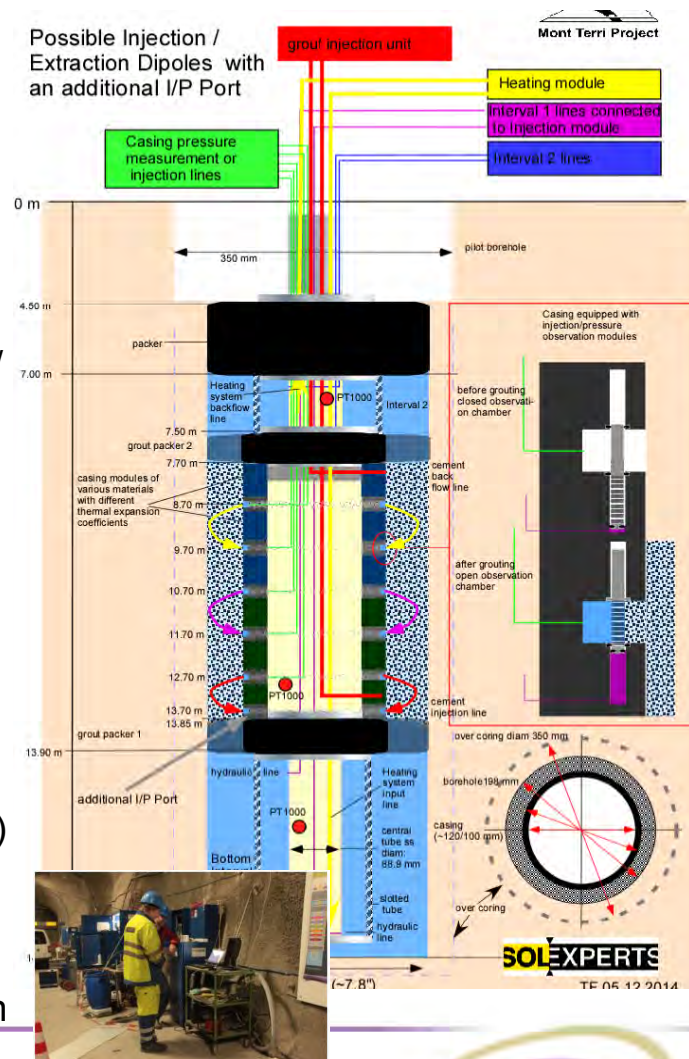 Possible Injection /
Extraction Dipoles with
an additional I/P Port
Mont Terri Project
grout injection unit
Heating module
Interval 1 lines connected
to Injection module
Interval 2 lines
Casing pressure
measurement or
injection lines
0 m
350 mm
pilot borehole
4.50 m
packer
7.00 m
Heating
system
backflow
line
PT1000
Interval 2
7.50 m
grout packer 2
7.70 m
casing modules of
various materials
with different
thermal expansion
coefficients
cement
back
flow line
8.70 m
9.70 m
10.70 m
11.70 m
12.70 m
PT1000
13.70 m
13.85 m
cement
injection line
grout packer 1
13.90 m
additional I/P Port
hydraulic line
PT1000
Heating
system
input
line
central
tube ss
diam:
88.9 mm
Bottom
slotted
tube
hydraulic
line
(~7.8")
Casing equipped with
injection/pressure
observation modules
before grouting
closed observati-
on chamber
after grouting
open observation
chamber
over coring diam 350 mm
borehole198 mm
casing
(~120/100 mm)
over coring
SOLEXPERTS
TF 05.12.2014